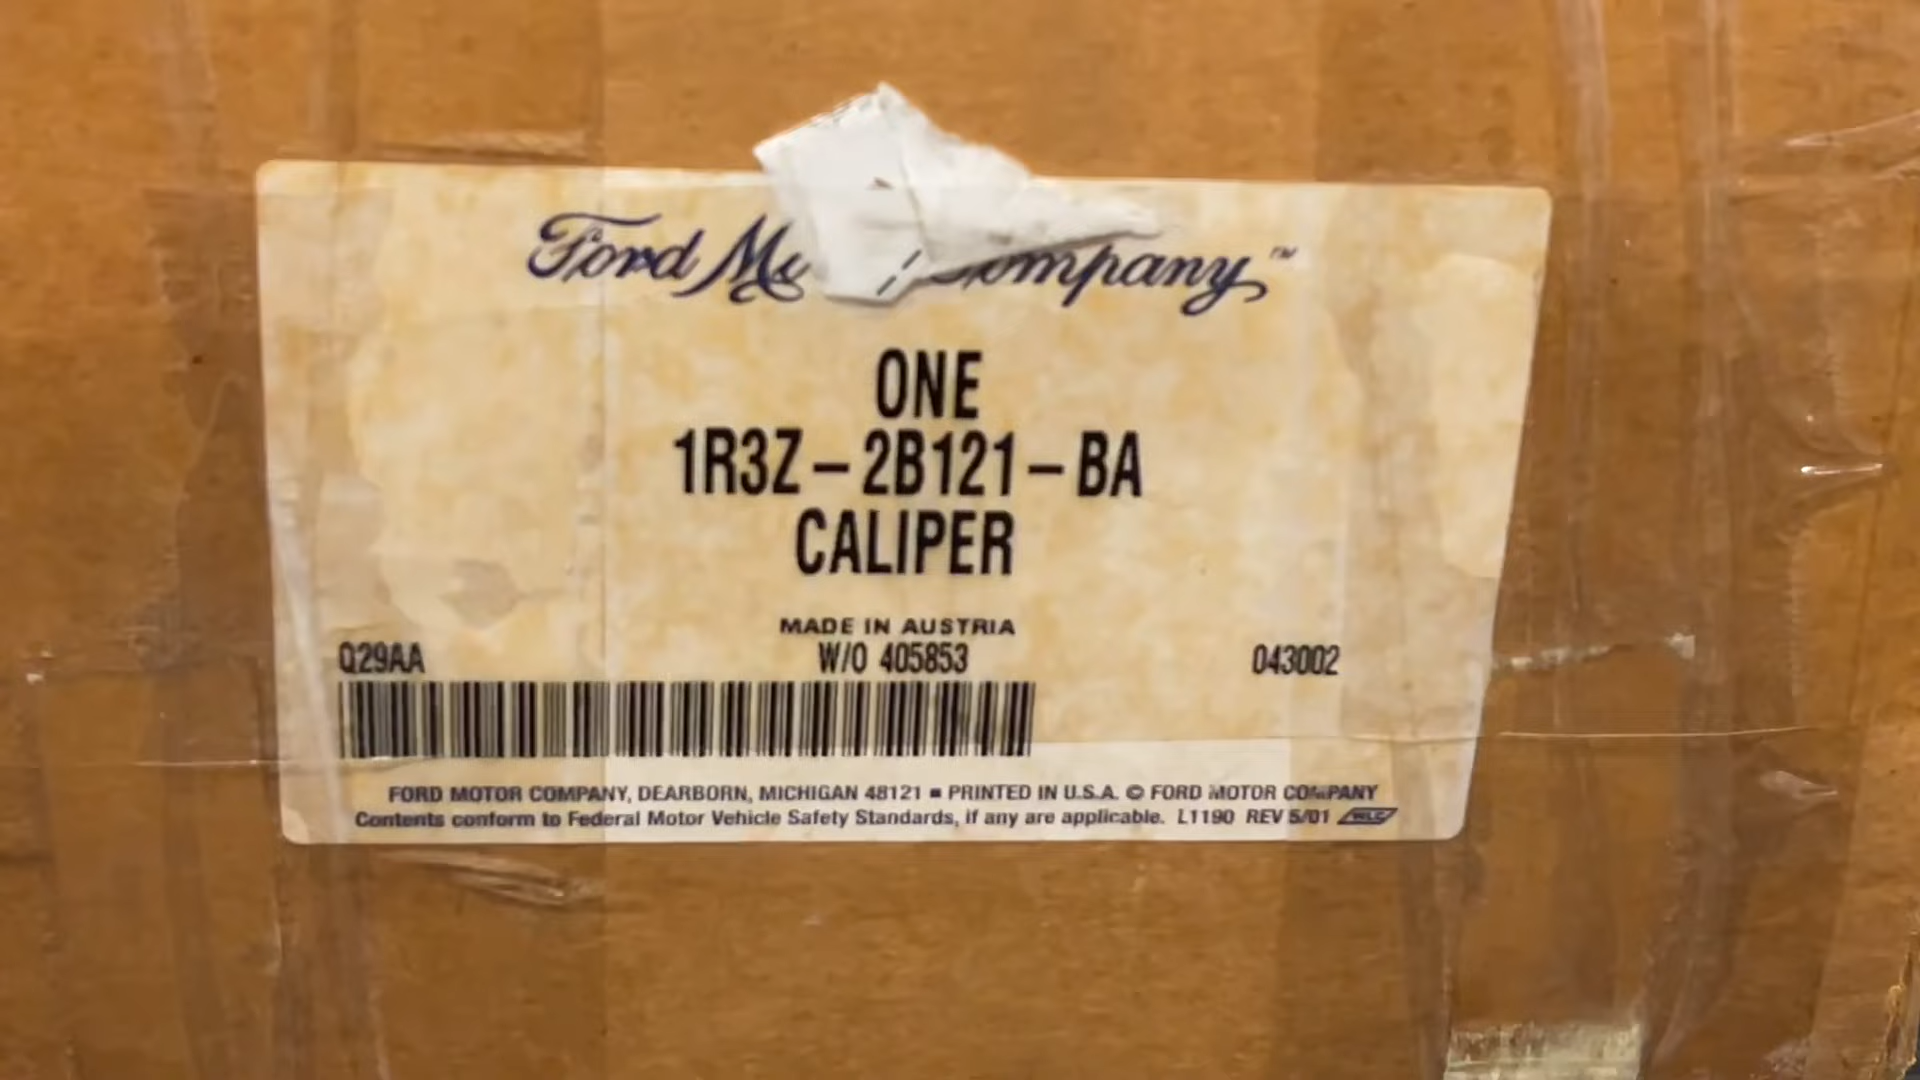 Ford Company™
ONE
1R3Z-2B121-BA
CALIPER
MADE IN AUSTRIA
Q29AA W/O 405853 043002
FORD MOTOR COMPANY, DEARBORN, MICHIGAN 48121 ▪ PRINTED IN U.S.A. © FORD MOTOR COMPANY
Contents conform to Federal Motor Vehicle Safety Standards, if any are applicable. L1190 REV 5/01